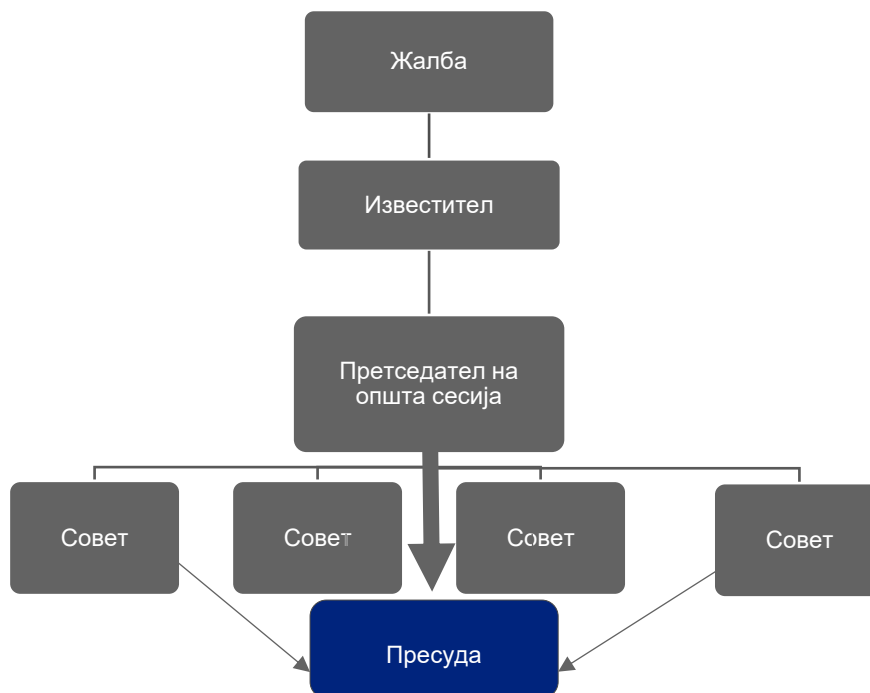 Жалба
Известител
Претседател на
општа сесија
Совет
Совет
Совет
Совет
Пресуда